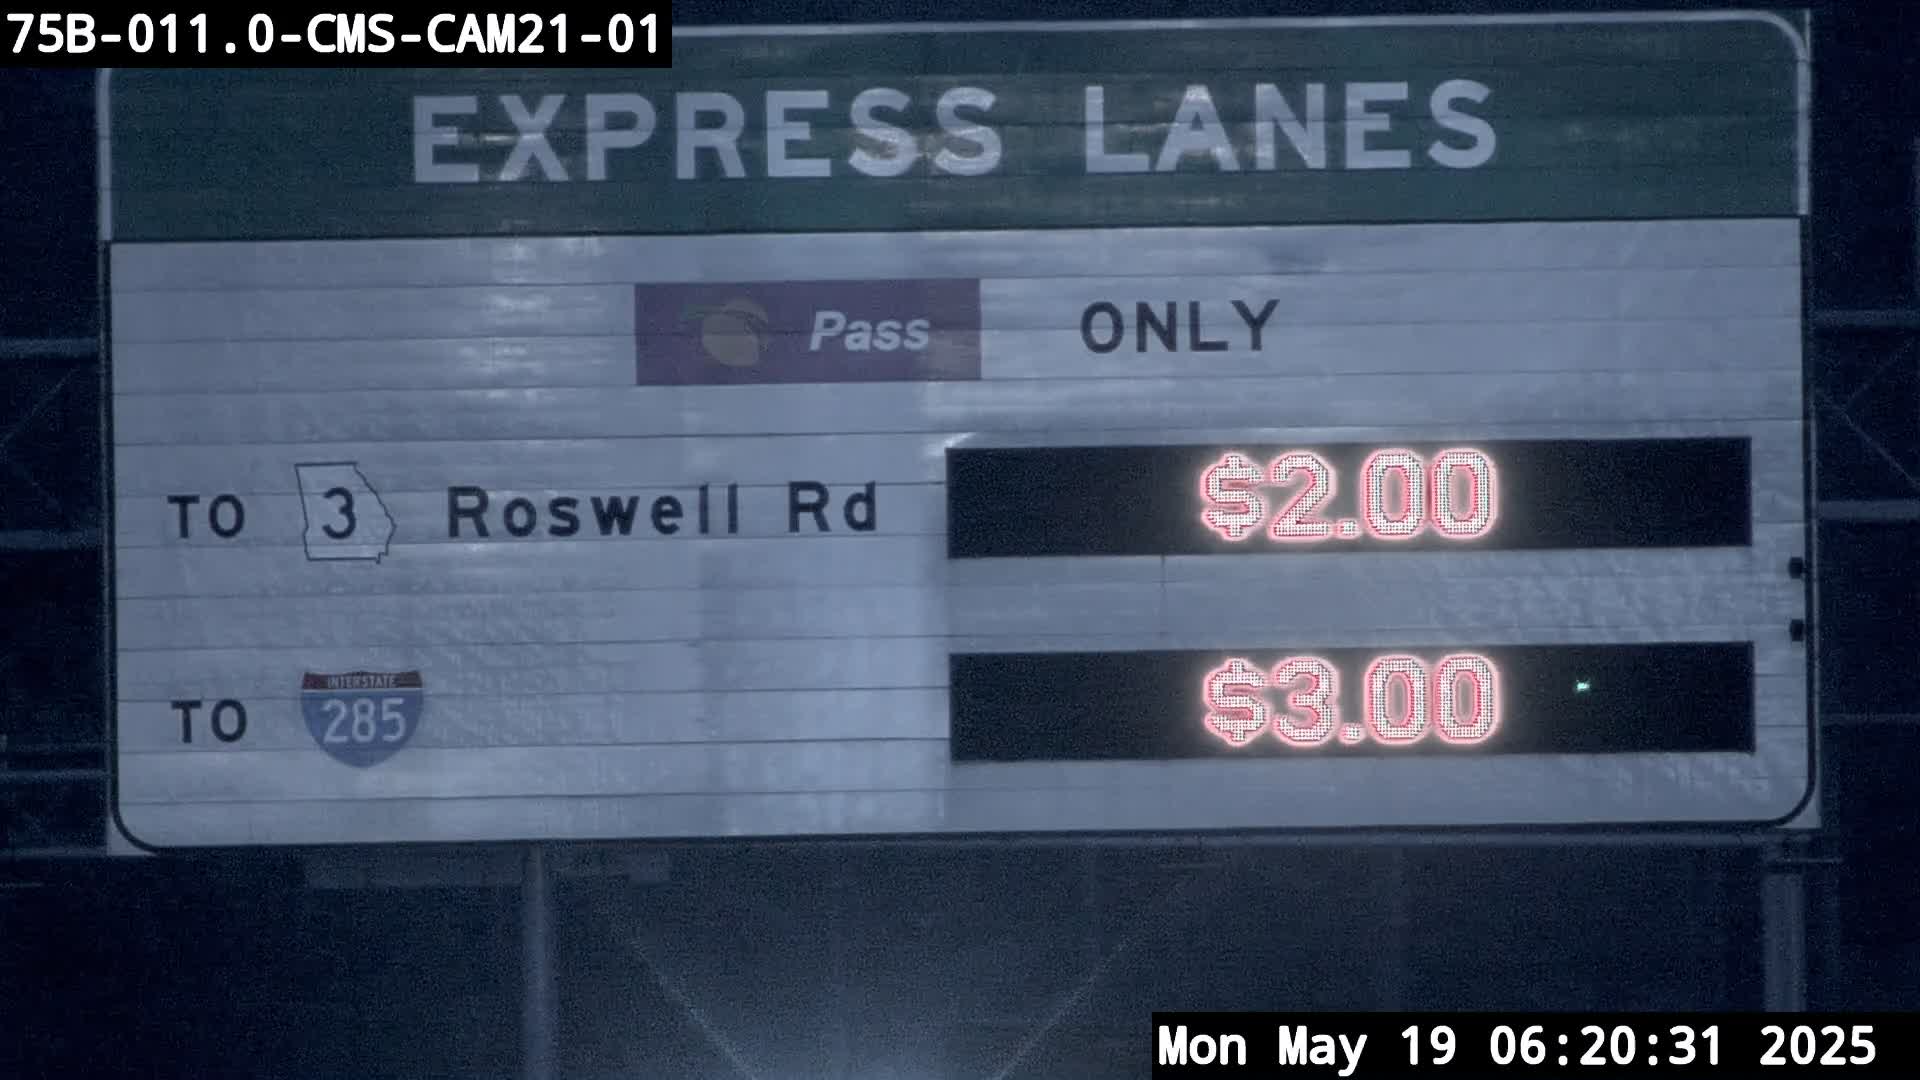 75B-011.0-CMS-CAM21-01
EXPRESS LANES
Pass ONLY
TO 3 Roswell Rd $2.00
TO INTERSTATE 285 $3.00
Mon May 19 06:20:31 2025